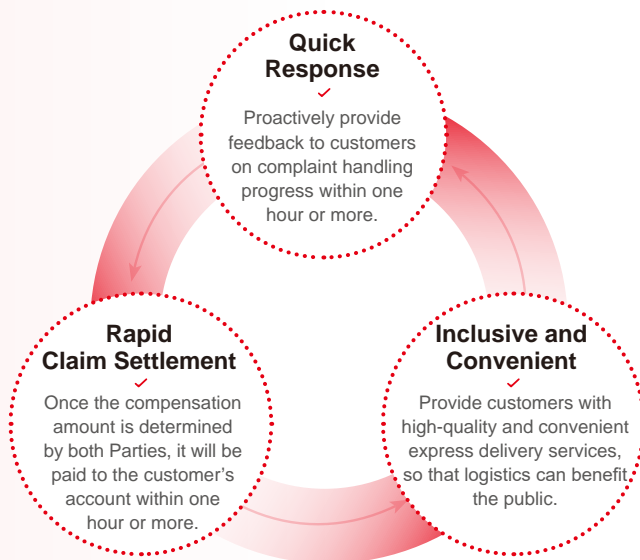 Quick
Response
Proactively provide
feedback to customers
on complaint handling
progress within one
hour or more.
Rapid
Claim Settlement
Once the compensation
amount is determined
by both Parties, it will be
paid to the customer’s
account within one
hour or more.
Inclusive and
Convenient
Provide customers with
high-quality and convenient
express delivery services,
so that logistics can benefit
the public.